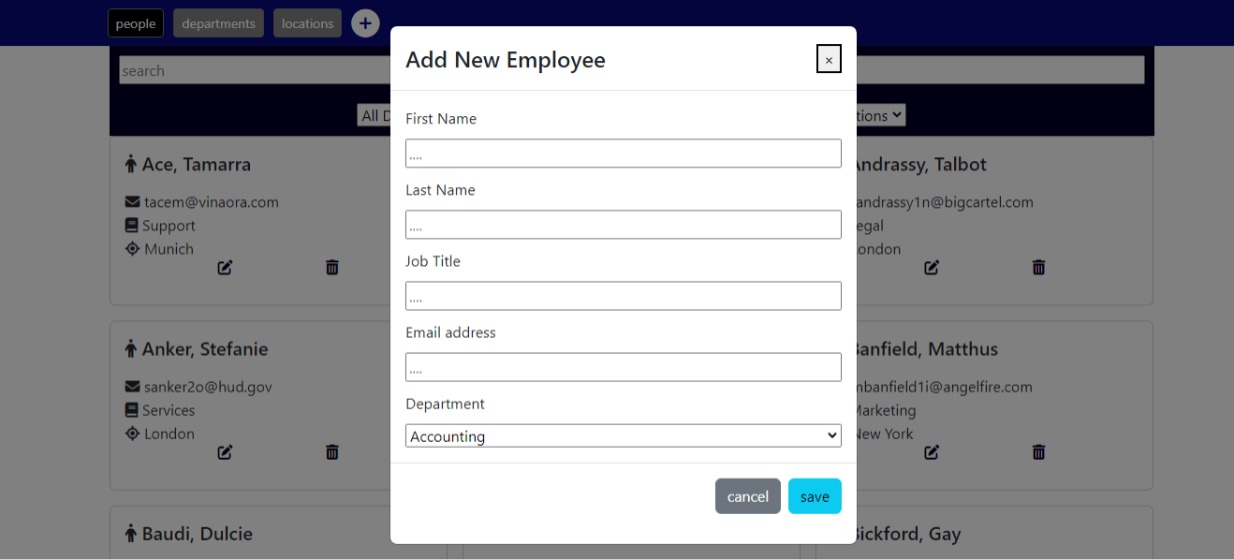 people departments locations +
Add New Employee ×
search
All
tions
First Name
....
Last Name
....
Job Title
....
Email address
....
Department
Accounting
cancel save
Ace, Tamarra
tacem@vinaora.com
Support
Munich
Andrassy, Talbot
andrassy1n@bigcartel.com
egal
ondon
Anker, Stefanie
sanker2o@hud.gov
Services
London
Banfield, Matthus
mbanfield1i@angelfire.com
Marketing
New York
Baudi, Dulcie
Bickford, Gay